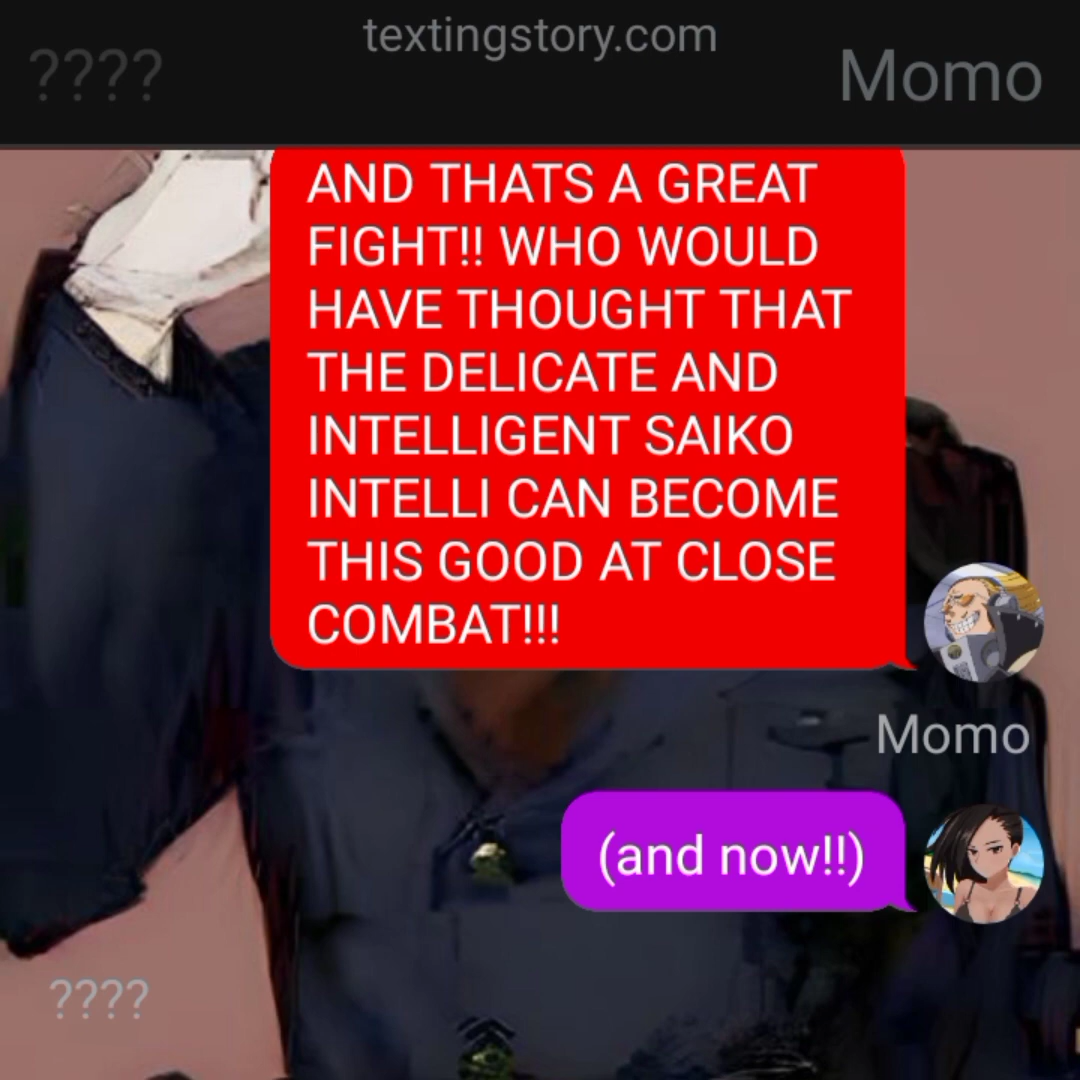 textingstory.com
???? Momo
AND THATS A GREAT
FIGHT!! WHO WOULD
HAVE THOUGHT THAT
THE DELICATE AND
INTELLIGENT SAIKO
INTELLI CAN BECOME
THIS GOOD AT CLOSE
COMBAT!!!
Momo
(and now!!)
????